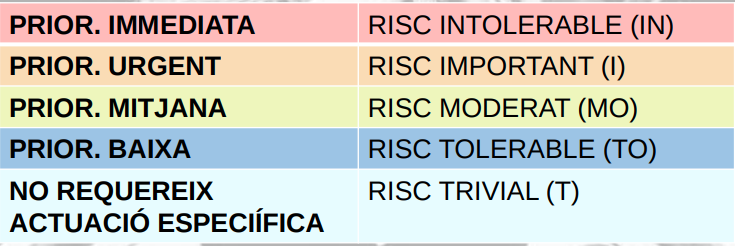 PRIOR. IMMEDIATA RISC INTOLERABLE (IN)
PRIOR. URGENT RISC IMPORTANT (I)
PRIOR. MITJANA RISC MODERAT (MO)
PRIOR. BAIXA RISC TOLERABLE (TO)
NO REQUEREIX RISC TRIVIAL (T)
ACTUACIÓ ESPECIÍFICA